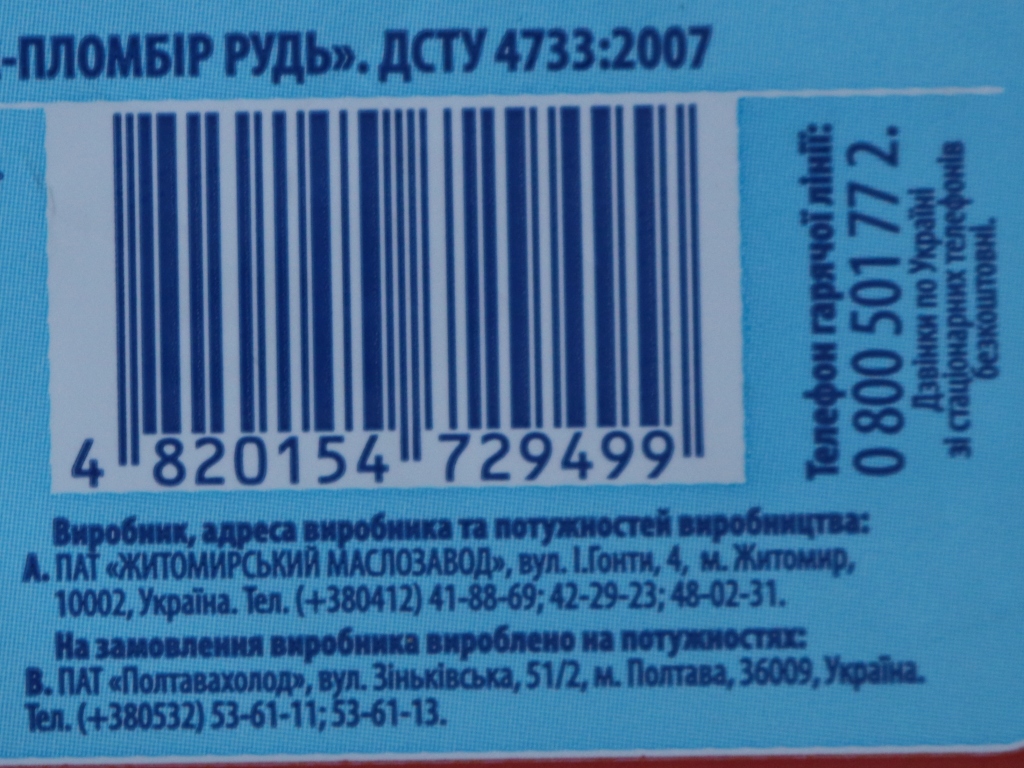 -ПЛОМБІР РУДЬ». ДСТУ 4733:2007
4 820154 729499
Телефон гарячої лінії:
0 800 501 77 2.
Дзвінки по Україні
зі стаціонарних телефонів
безкоштовні.
Виробник, адреса виробника та потужностей виробництва:
А. ПАТ «ЖИТОМИРСЬКИЙ МАСЛОЗАВОД», вул. І.Гонти, 4, м. Житомир,
10002, Україна. Тел. (+380412) 41-88-69; 42-29-23; 48-02-31.
На замовлення виробника вироблено на потужностях:
В. ПАТ «Полтавахолод», вул. Зіньківська, 51/2, м. Полтава, 36009, Україна.
Тел. (+380532) 53-61-11; 53-61-13.